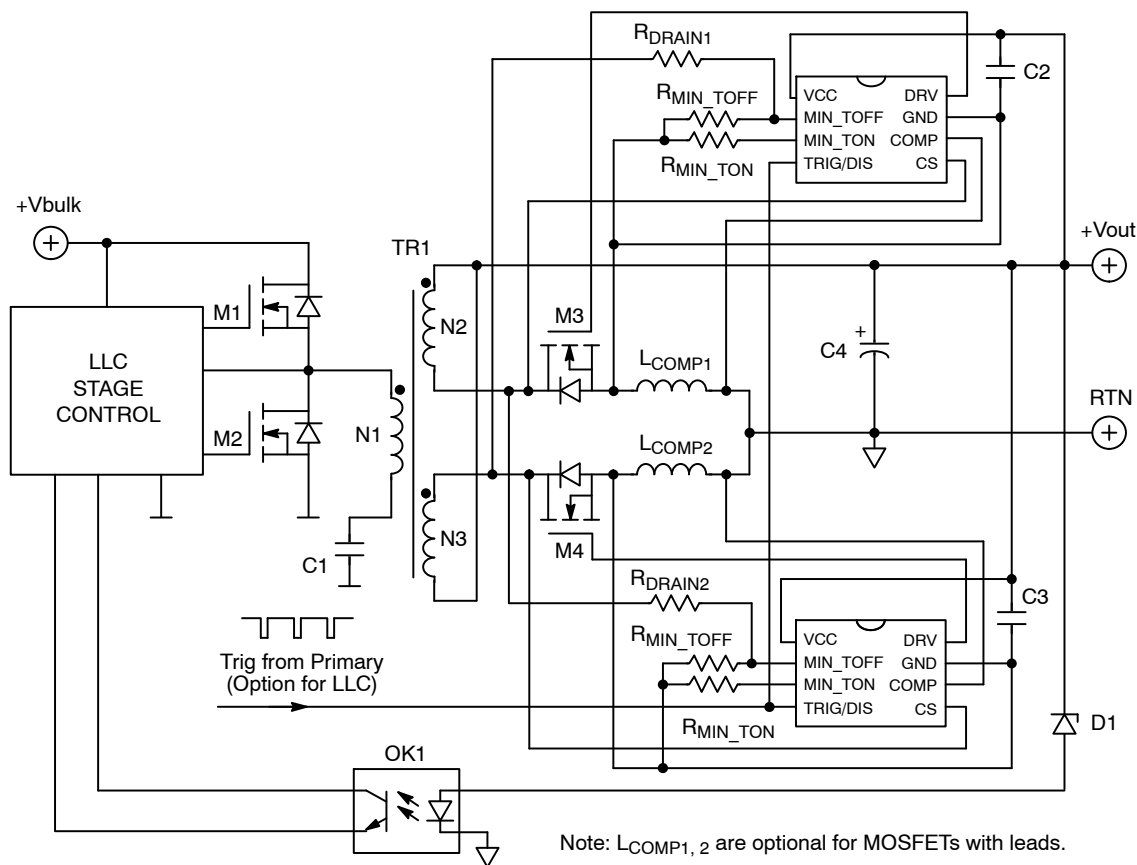 RDRAIN1
C2
RMIN_TOFF
VCC
DRV
MIN_TOFF
GND
MIN_TON
COMP
TRIG/DIS
CS
RMIN_TON
+Vbulk
TR1
+Vout
M1
N2
M3
LLC
STAGE
CONTROL
LCOMP1
C4
+
RTN
M2
N1
LCOMP2
N3
C1
M4
RDRAIN2
C3
RMIN_TOFF
VCC
DRV
MIN_TOFF
GND
MIN_TON
COMP
TRIG/DIS
CS
Trig from Primary
(Option for LLC)
RMIN_TON
D1
OK1
Note: LCOMP1, 2 are optional for MOSFETs with leads.